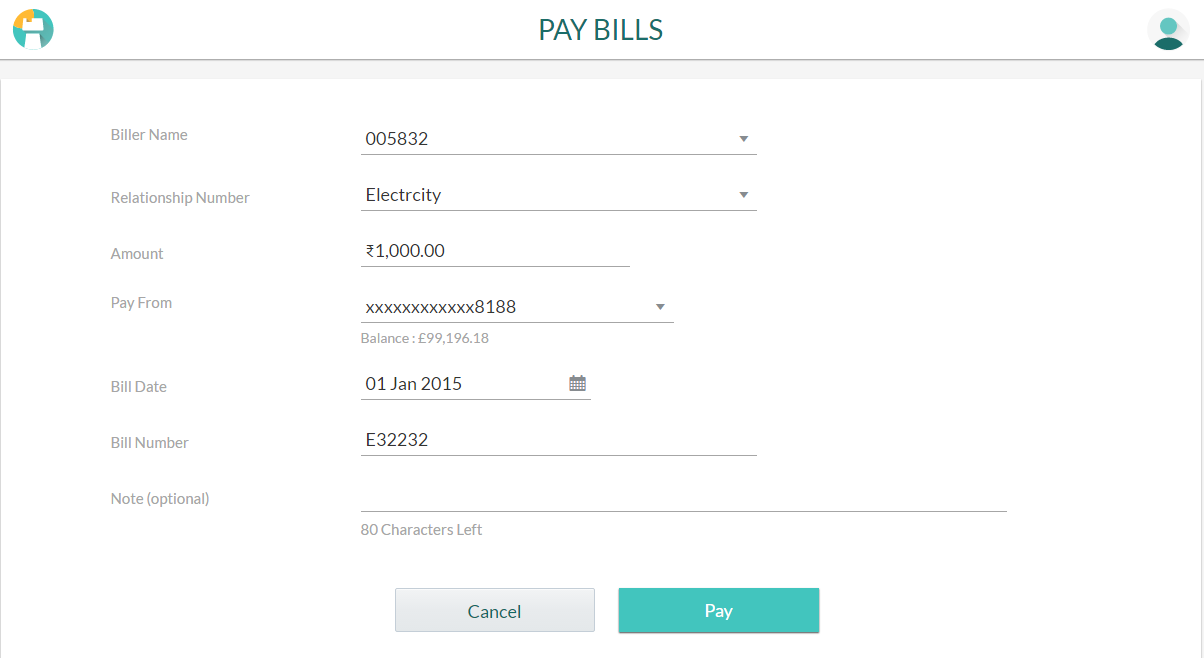 PAY BILLS
Biller Name 005832
Relationship Number Electrcity
Amount ₹1,000.00
Pay From xxxxxxxxxxxx8188
Balance : £99,196.18
Bill Date 01 Jan 2015
Bill Number E32232
Note (optional)
80 Characters Left
Cancel Pay